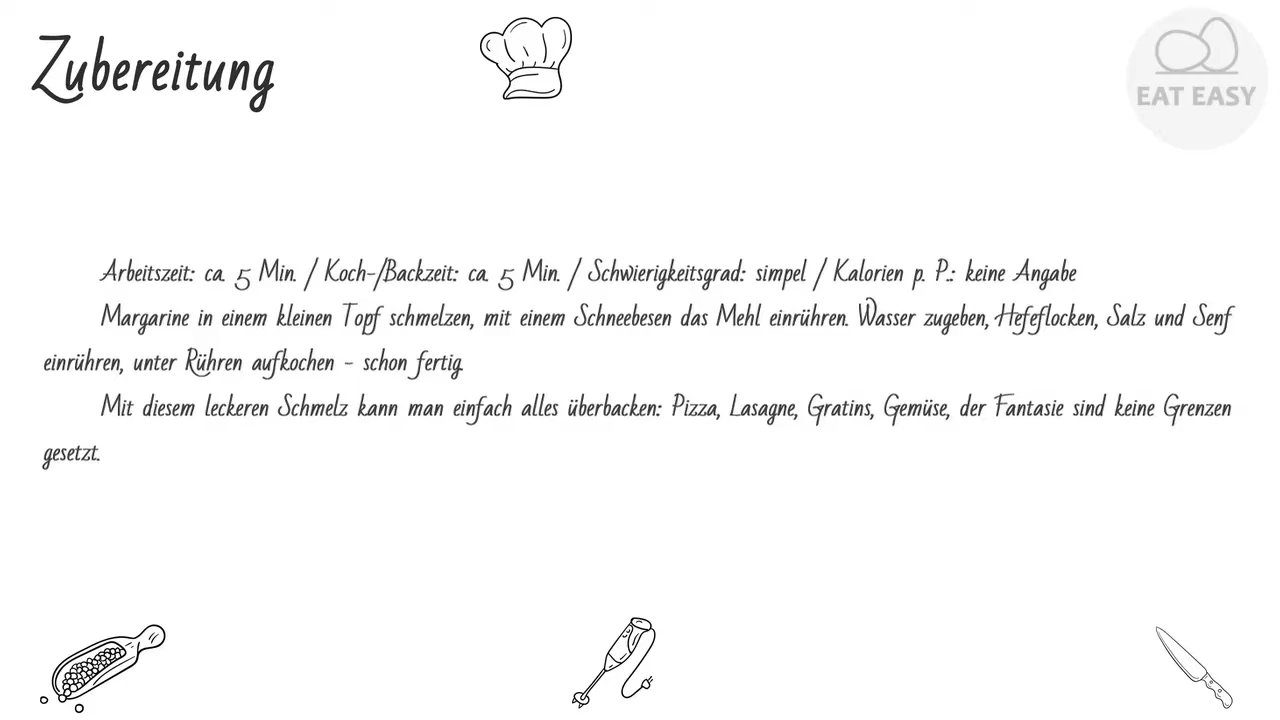 Zubereitung
EAT EASY
Arbeitszeit: ca. 5 Min. / Koch-/Backzeit: ca. 5 Min. / Schwierigkeitsgrad: simpel / Kalorien p. P.: keine Angabe
Margarine in einem kleinen Topf schmelzen, mit einem Schneebesen das Mehl einrühren. Wasser zugeben, Hefeflocken, Salz und Senf
einrühren, unter Rühren aufkochen - schon fertig.
Mit diesem leckeren Schmelz kann man einfach alles überbacken: Pizza, Lasagne, Gratins, Gemüse, der Fantasie sind keine Grenzen
gesetzt.